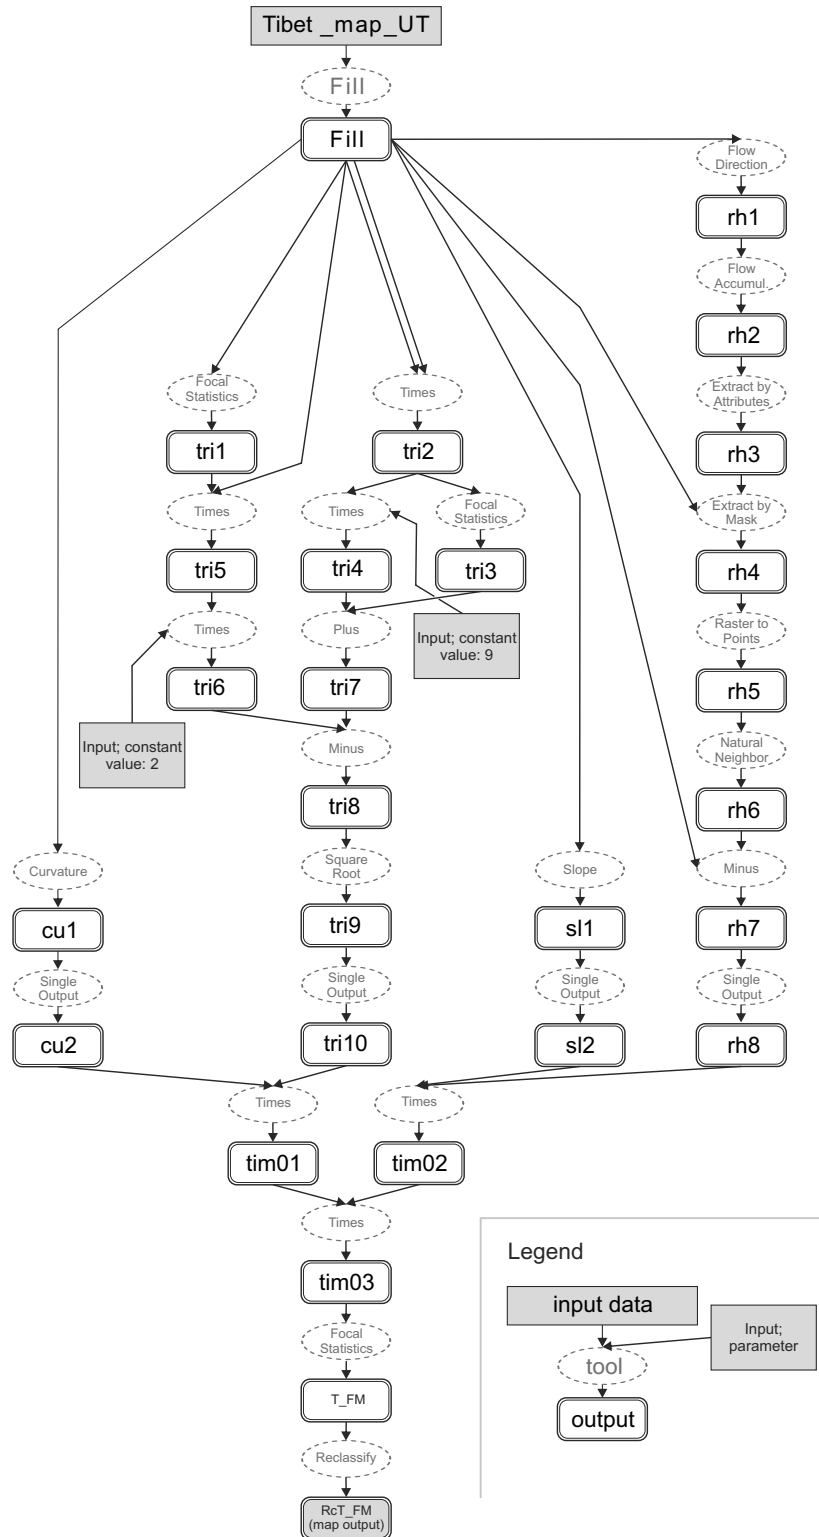 Tibet _map_UT
Fill
Fill
Flow
Direction
rh1
Flow
Accumul.
rh2
Focal
Statistics
Times
Extract by
Attributes
tri1
tri2
rh3
Times
Times
Focal
Statistics
Extract by
Mask
tri5
tri4
tri3
rh4
Times
Plus
Input; constant
value: 9
Raster to
Points
tri6
tri7
rh5
Input; constant
value: 2
Minus
Natural
Neighbor
tri8
rh6
Curvature
Square
Root
Slope
Minus
cu1
tri9
sl1
rh7
Single
Output
Single
Output
Single
Output
Single
Output
cu2
tri10
sl2
rh8
Times
Times
tim01
tim02
Times
tim03
Focal
Statistics
T_FM
Reclassify
RcT_FM
(map output)
Legend
input data
Input;
parameter
tool
output